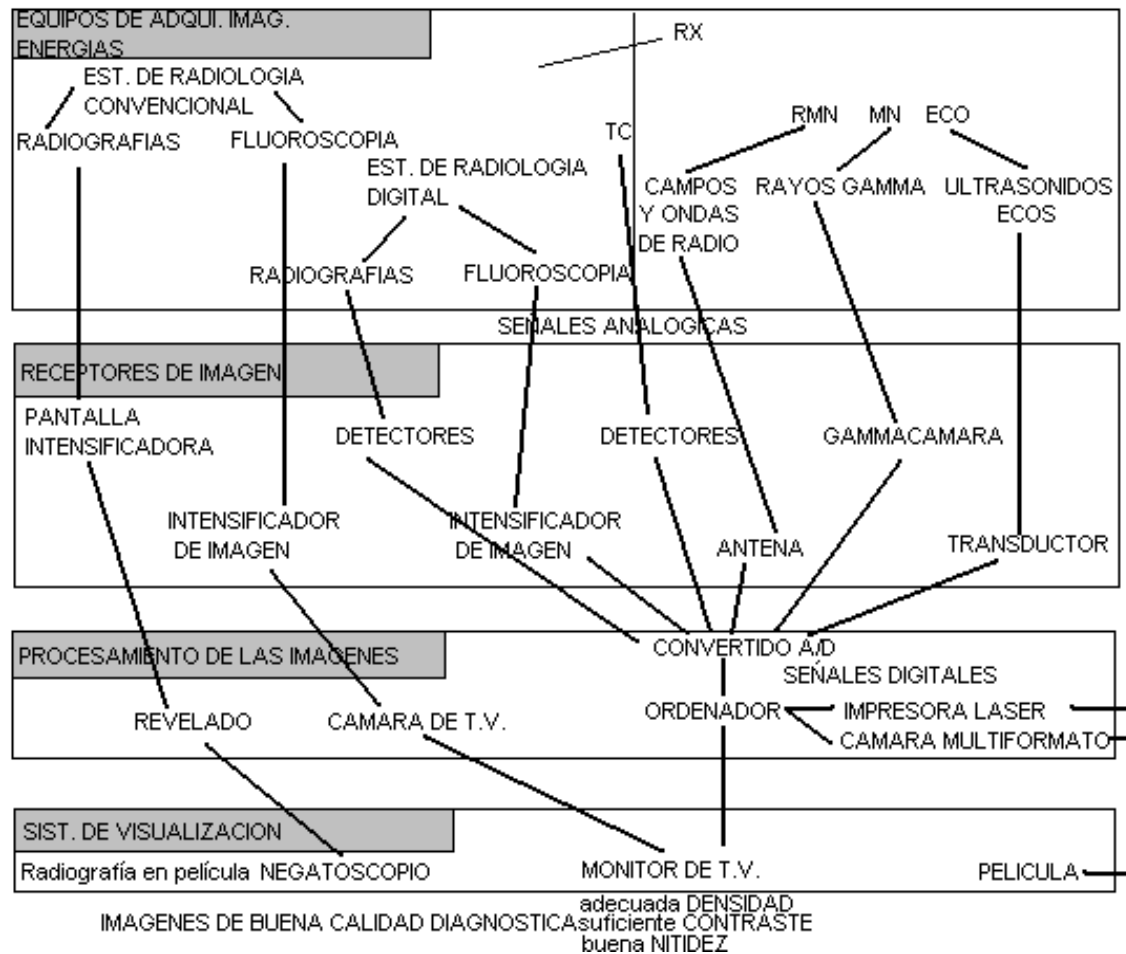 EQUIPOS DE ADQUI. IMAG.
ENERGIAS
RX
EST. DE RADIOLOGIA
CONVENCIONAL
RADIOGRAFIAS
FLUOROSCOPIA
TC
RMN
MN
ECO
EST. DE RADIOLOGIA
DIGITAL
CAMPOS
Y ONDAS
DE RADIO
RAYOS GAMMA
ULTRASONIDOS
ECOS
RADIOGRAFIAS
FLUOROSCOPIA
SEÑALES ANALOGICAS
RECEPTORES DE IMAGEN
PANTALLA
INTENSIFICADORA
DETECTORES
DETECTORES
GAMMACAMARA
INTENSIFICADOR
DE IMAGEN
INTENSIFICADOR
DE IMAGEN
ANTENA
TRANSDUCTOR
PROCESAMIENTO DE LAS IMAGENES
CONVERTIDO A/D
SEÑALES DIGITALES
REVELADO
CAMARA DE T.V.
ORDENADOR
IMPRESORA LASER
CAMARA MULTIFORMATO
SIST. DE VISUALIZACION
Radiografía en película NEGATOSCOPIO
MONITOR DE T.V.
PELICULA
IMAGENES DE BUENA CALIDAD DIAGNOSTICA
adecuada DENSIDAD
suficiente CONTRASTE
buena NITIDEZ